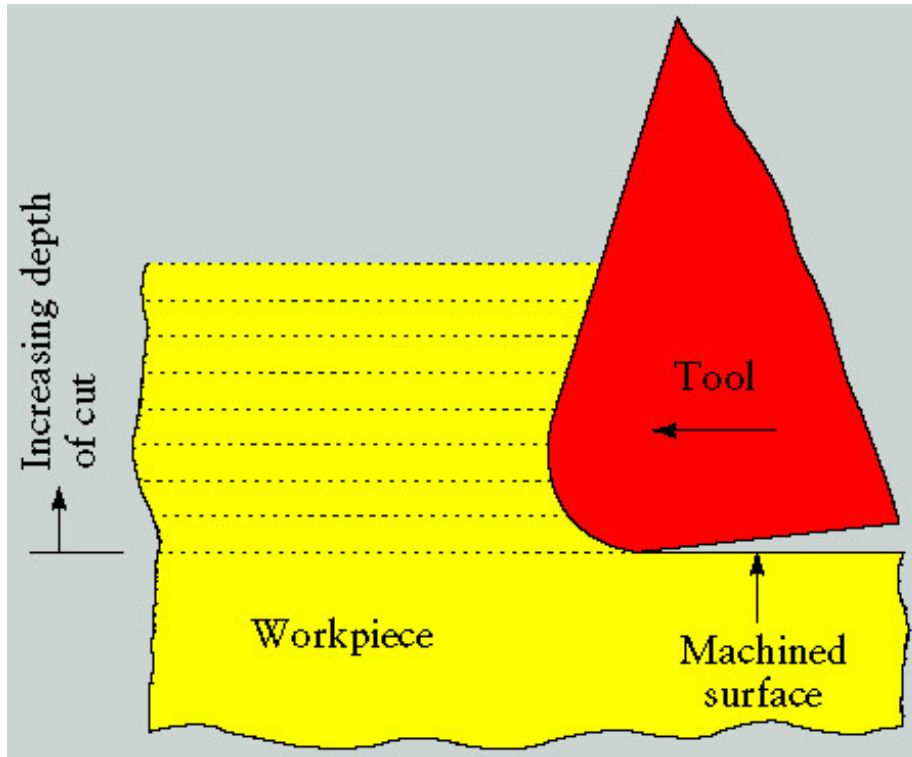 Increasing depth
of cut
Tool
Workpiece
Machined
surface